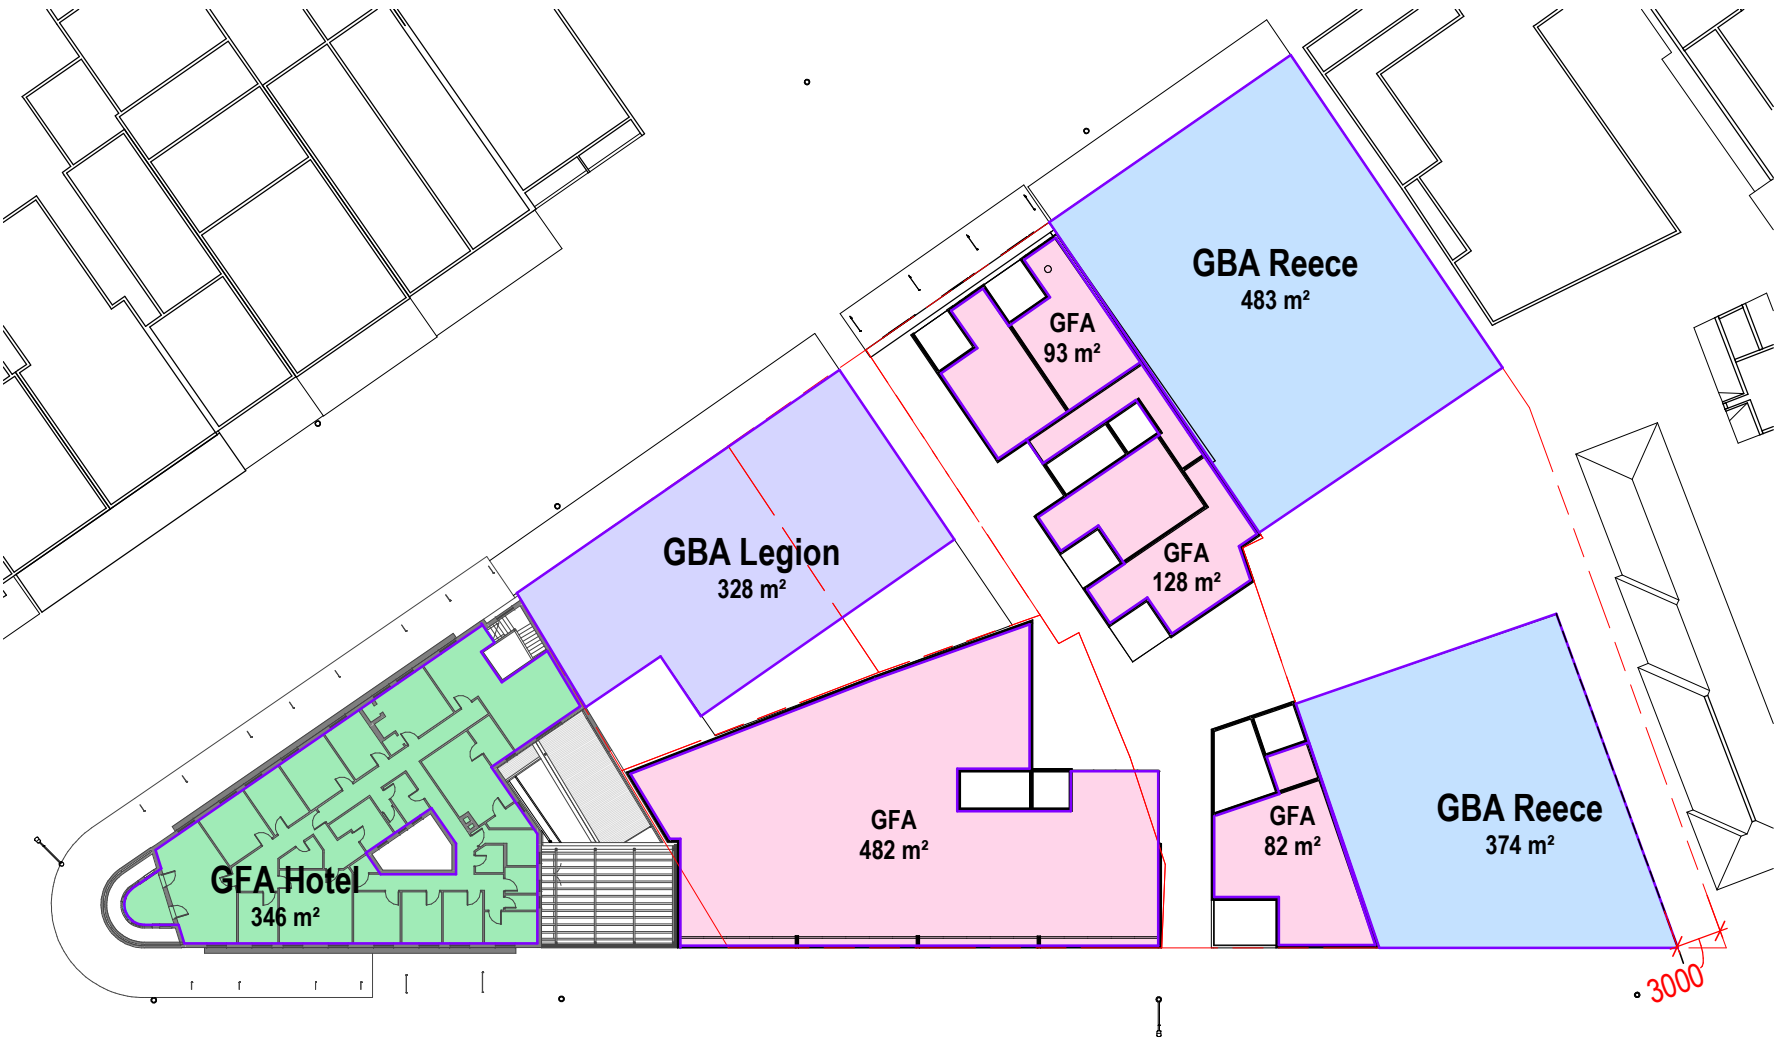 GBA Reece
483 m²
GFA
93 m²
GBA Legion
328 m²
GFA
128 m²
GFA
482 m²
GFA
82 m²
GBA Reece
374 m²
GFA Hotel
346 m²
3000